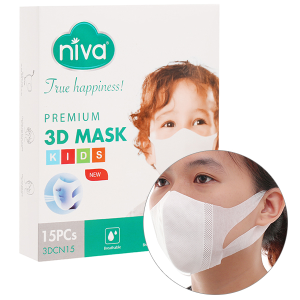 niva
True happiness!
PREMIUM
3D MASK
KIDS
NEW
15PCs
3DCN15
Breathable